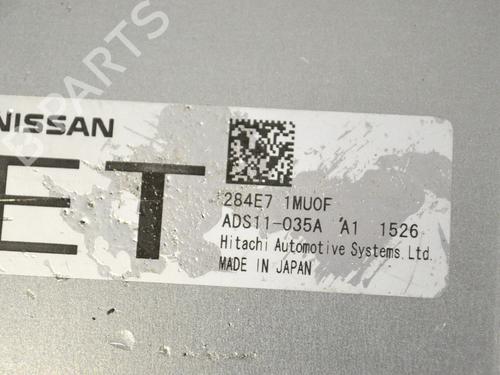 NISSAN
ET
284E7 1MU0F
ADS11-035A A1 1526
Hitachi Automotive Systems,Ltd.
MADE IN JAPAN
B-PARTS